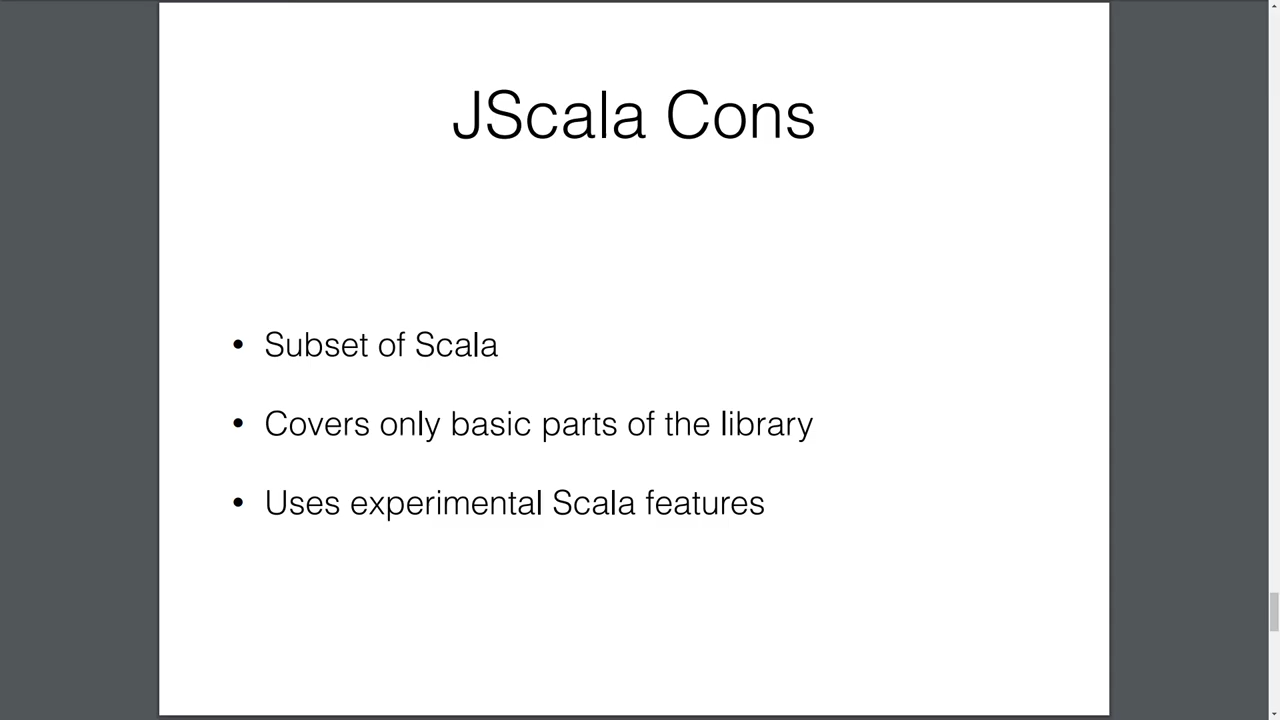 JScala Cons
• Subset of Scala
• Covers only basic parts of the library
• Uses experimental Scala features